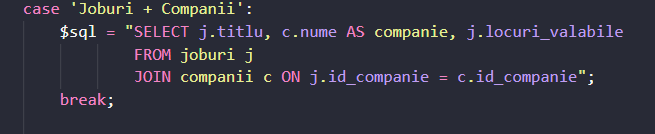 case 'Joburi + Companii':
$sql = "SELECT j.titlu, c.nume AS companie, j.locuri_valabile
FROM joburi j
JOIN companii c ON j.id_companie = c.id_companie";
break;